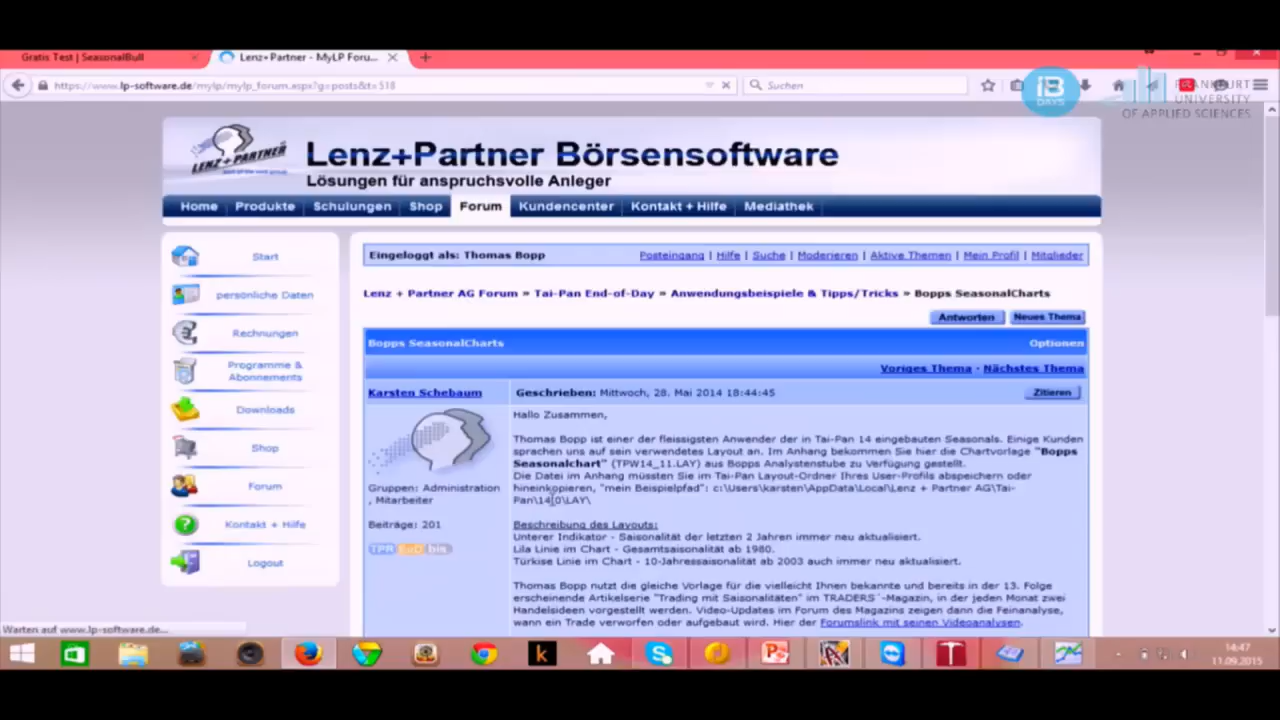 Gratis Test | SeasonalBull
Lenz+Partner - MyLP Foru...
https://www.lp-software.de/mylp/mylp_forum.aspx?g=posts&t=518
Suchen
iB
DAYS
FRANKFURT
UNIVERSITY
OF APPLIED SCIENCES
LENZ+PARTNER
Lenz+Partner Börsensoftware
Lösungen für anspruchsvolle Anleger
Home Produkte Schulungen Shop Forum Kundencenter Kontakt + Hilfe Mediathek
Start
persönliche Daten
Rechnungen
Programme &
Abonnements
Downloads
Shop
Forum
Kontakt + Hilfe
Logout
Eingeloggt als: Thomas Bopp
Posteingang | Hilfe | Suche | Moderieren | Aktive Themen | Mein Profil | Mitglieder
Lenz + Partner AG Forum » Tai-Pan End-of-Day » Anwendungsbeispiele & Tipps/Tricks » Bopps SeasonalCharts
Antworten Neues Thema
Bopps SeasonalCharts Optionen
Voriges Thema · Nächstes Thema
Karsten Schebaum
Geschrieben: Mittwoch, 28. Mai 2014 18:44:45
Zitieren
Gruppen: Administration
, Mitarbeiter
Beiträge: 201
TPR EoD bis
Hallo Zusammen,
Thomas Bopp ist einer der fleissigsten Anwender der in Tai-Pan 14 eingebauten Seasonals. Einige Kunden
sprachen uns auf sein verwendetes Layout an. Im Anhang bekommen Sie hier die Chartvorlage "Bopps
Seasonalchart" (TPW14_11.LAY) aus Bopps Analystenstube zu Verfügung gestellt.
Die Datei im Anhang müssten Sie im Tai-Pan Layout-Ordner Ihres User-Profils abspeichern oder
hineinkopieren, "mein Beispielpfad": c:\Users\karsten\AppData\Local\Lenz + Partner AG\Tai-
Pan\14.0\LAY\
Beschreibung des Layouts:
Unterer Indikator - Saisonalität der letzten 2 Jahren immer neu aktualisiert.
Lila Linie im Chart - Gesamtsaisonalität ab 1980.
Türkise Linie im Chart - 10-Jahressaisonalität ab 2003 auch immer neu aktualisiert.
Thomas Bopp nutzt die gleiche Vorlage für die vielleicht Ihnen bekannte und bereits in der 13. Folge
erscheinende Artikelserie "Trading mit Saisonalitäten" im TRADERS´-Magazin, in der jeden Monat zwei
Handelsideen vorgestellt werden. Video-Updates im Forum des Magazins zeigen dann die Feinanalyse,
wann ein Trade verworfen oder aufgebaut wird. Hier der Forumslink mit seinen Videoanalysen.
Warten auf www.lp-software.de...
14:47
11.09.2015